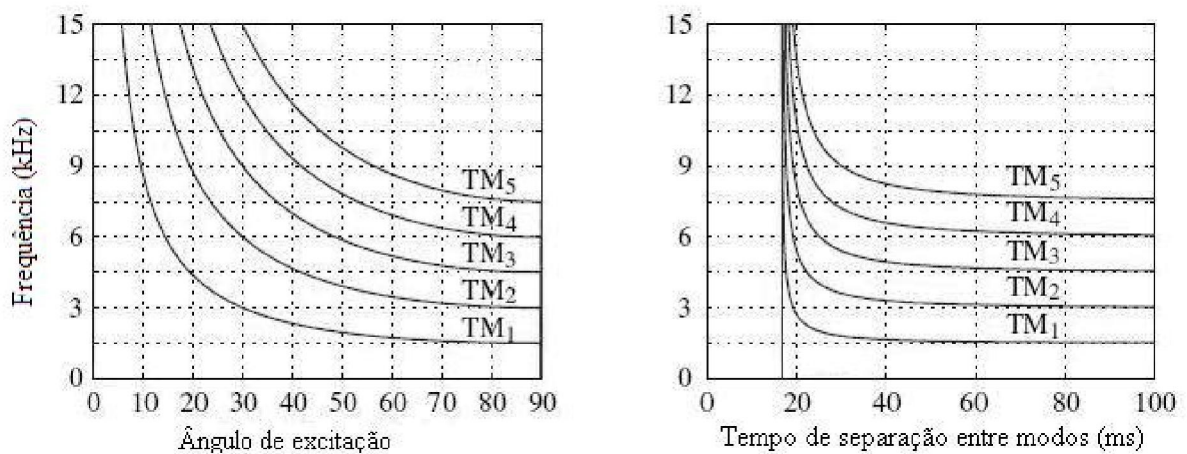 15
12
9
6
3
0
Frequência (kHz)
TM5
TM4
TM3
TM2
TM1
0 10 20 30 40 50 60 70 80 90
Ângulo de excitação
15
12
9
6
3
0
TM5
TM4
TM3
TM2
TM1
0 20 40 60 80 100
Tempo de separação entre modos (ms)